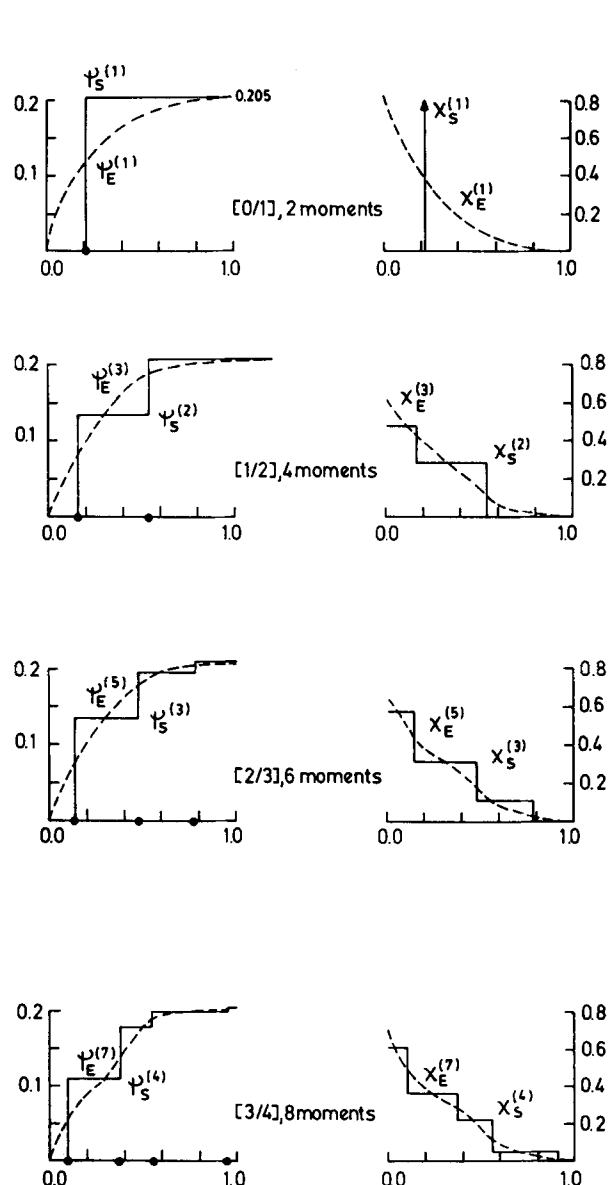 ψ_S^(1)
0.2
0.1
0.205
ψ_E^(1)
[0/1], 2 moments
0.0 1.0
X_S^(1)
X_E^(1)
0.8
0.6
0.4
0.2
0.0 1.0
0.2
0.1
ψ_E^(3)
ψ_S^(2)
[1/2], 4 moments
0.0 1.0
X_E^(3)
X_S^(2)
0.8
0.6
0.4
0.2
0.0 1.0
0.2
0.1
ψ_E^(5)
ψ_S^(3)
[2/3], 6 moments
0.0 1.0
X_E^(5)
X_S^(3)
0.8
0.6
0.4
0.2
0.0 1.0
0.2
0.1
ψ_E^(7)
ψ_S^(4)
[3/4], 8 moments
0.0 1.0
X_E^(7)
X_S^(4)
0.8
0.6
0.4
0.2
0.0 1.0